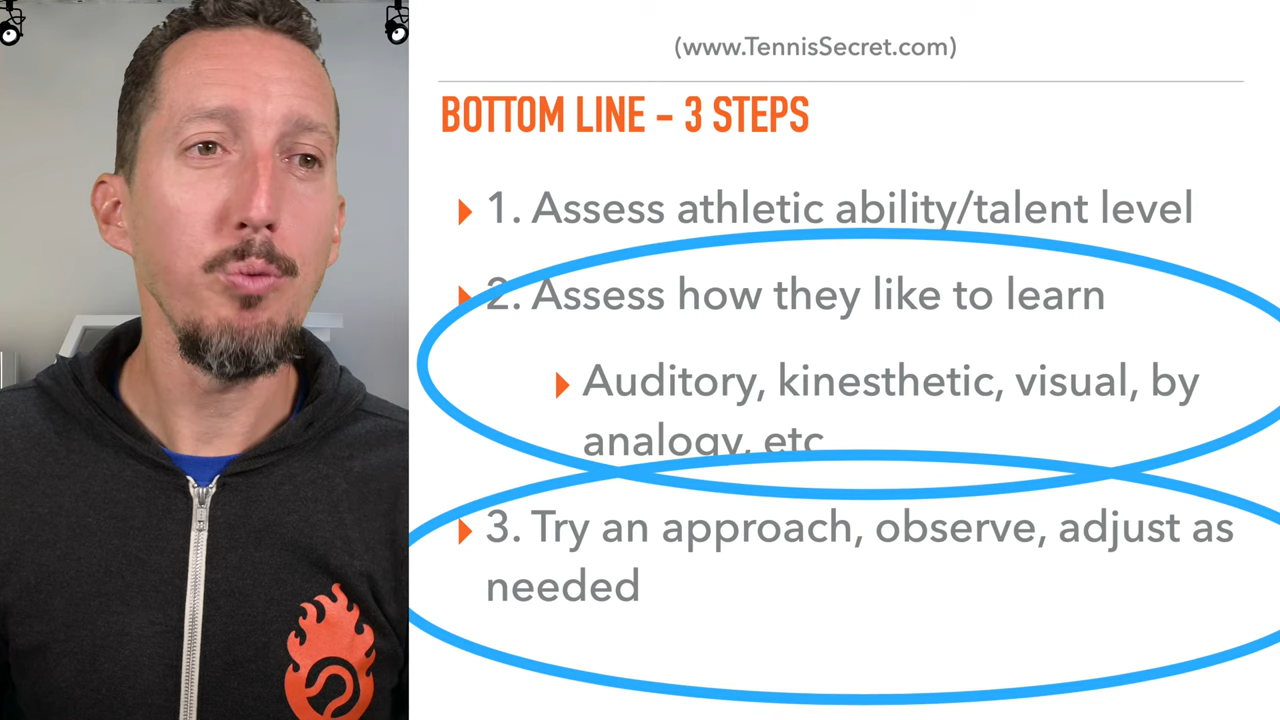 (www.TennisSecret.com)
BOTTOM LINE - 3 STEPS
1. Assess athletic ability/talent level
2. Assess how they like to learn
Auditory, kinesthetic, visual, by
analogy, etc
3. Try an approach, observe, adjust as
needed